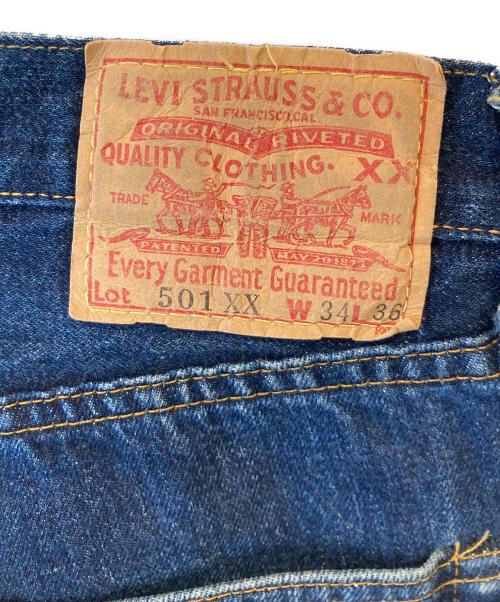 LEVI STRAUSS & CO.
SAN FRANCISCO, CAL
ORIGINAL RIVETED
QUALITY CLOTHING. XX
TRADE MARK
PATENTED MAY 20 1873
Every Garment Guaranteed
Lot 501 XX W 34 L 36